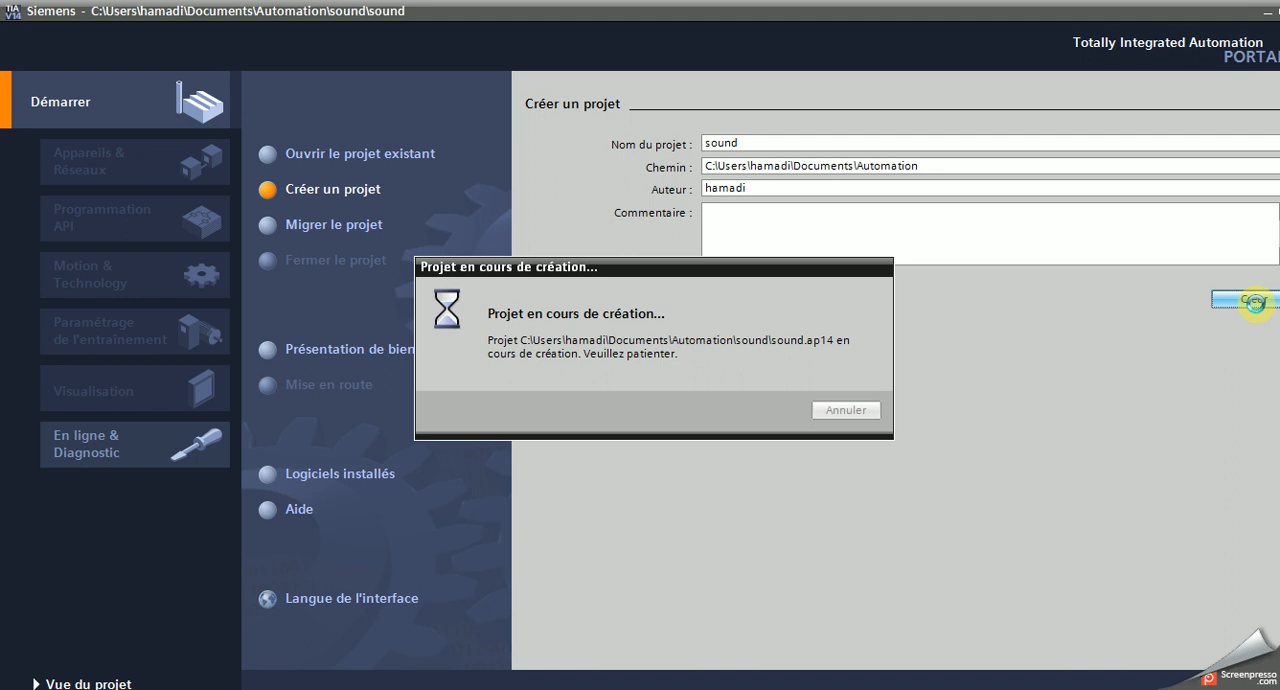 TIA V14 Siemens - C:\Users\hamadi\Documents\Automation\sound\sound
Totally Integrated Automation
PORTA
Démarrer
Appareils &
Réseaux
Programmation
API
Motion &
Technology
Paramétrage
de l'entraînement
Visualisation
En ligne &
Diagnostic
Vue du projet
Ouvrir le projet existant
Créer un projet
Migrer le projet
Fermer le projet
Présentation de bien
Mise en route
Logiciels installés
Aide
Langue de l'interface
Créer un projet
Nom du projet : sound
Chemin : C:\Users\hamadi\Documents\Automation
Auteur : hamadi
Commentaire :
Créer
Projet en cours de création...
Projet en cours de création...
Projet C:\Users\hamadi\Documents\Automation\sound\sound.ap14 en
cours de création. Veuillez patienter.
Annuler
Screenpresso
.com